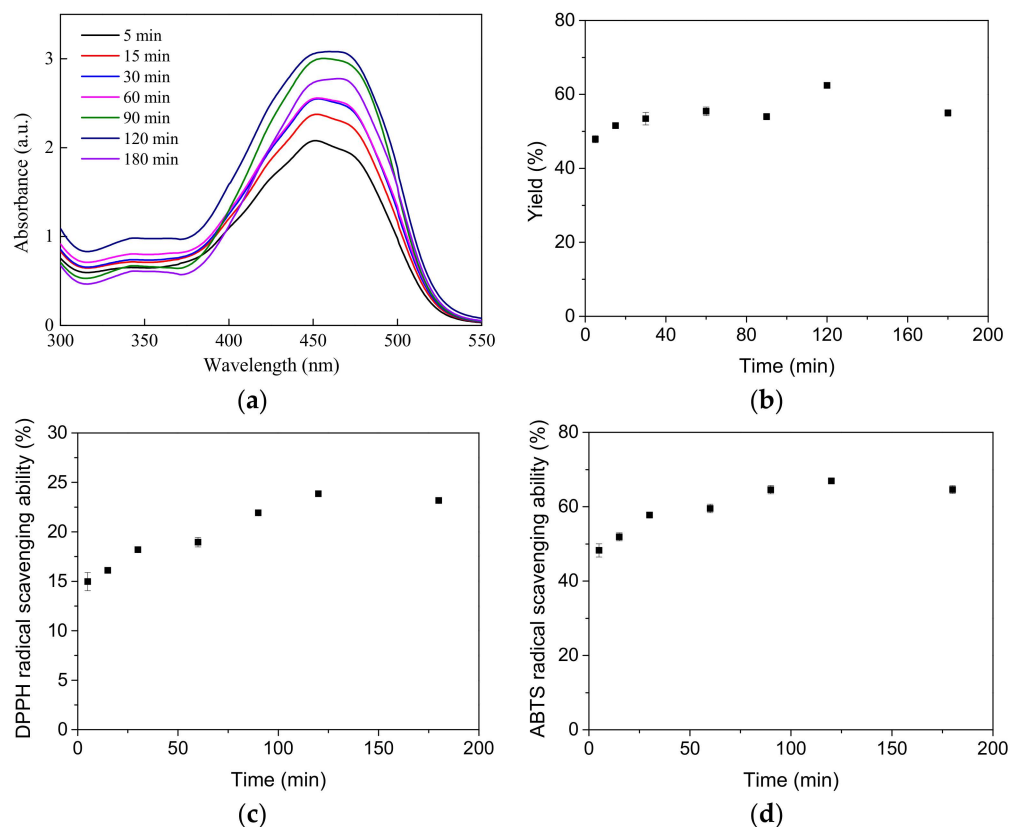 5 min
15 min
30 min
60 min
90 min
120 min
180 min
Absorbance (a.u.)
3
2
1
0
300 350 400 450 500 550
Wavelength (nm)
(a)
Yield (%)
80
60
40
20
0
0 40 80 120 160 200
Time (min)
(b)
DPPH radical scavenging ability (%)
30
25
20
15
10
5
0
0 50 100 150 200
Time (min)
(c)
ABTS radical scavenging ability (%)
80
60
40
20
0
0 50 100 150 200
Time (min)
(d)